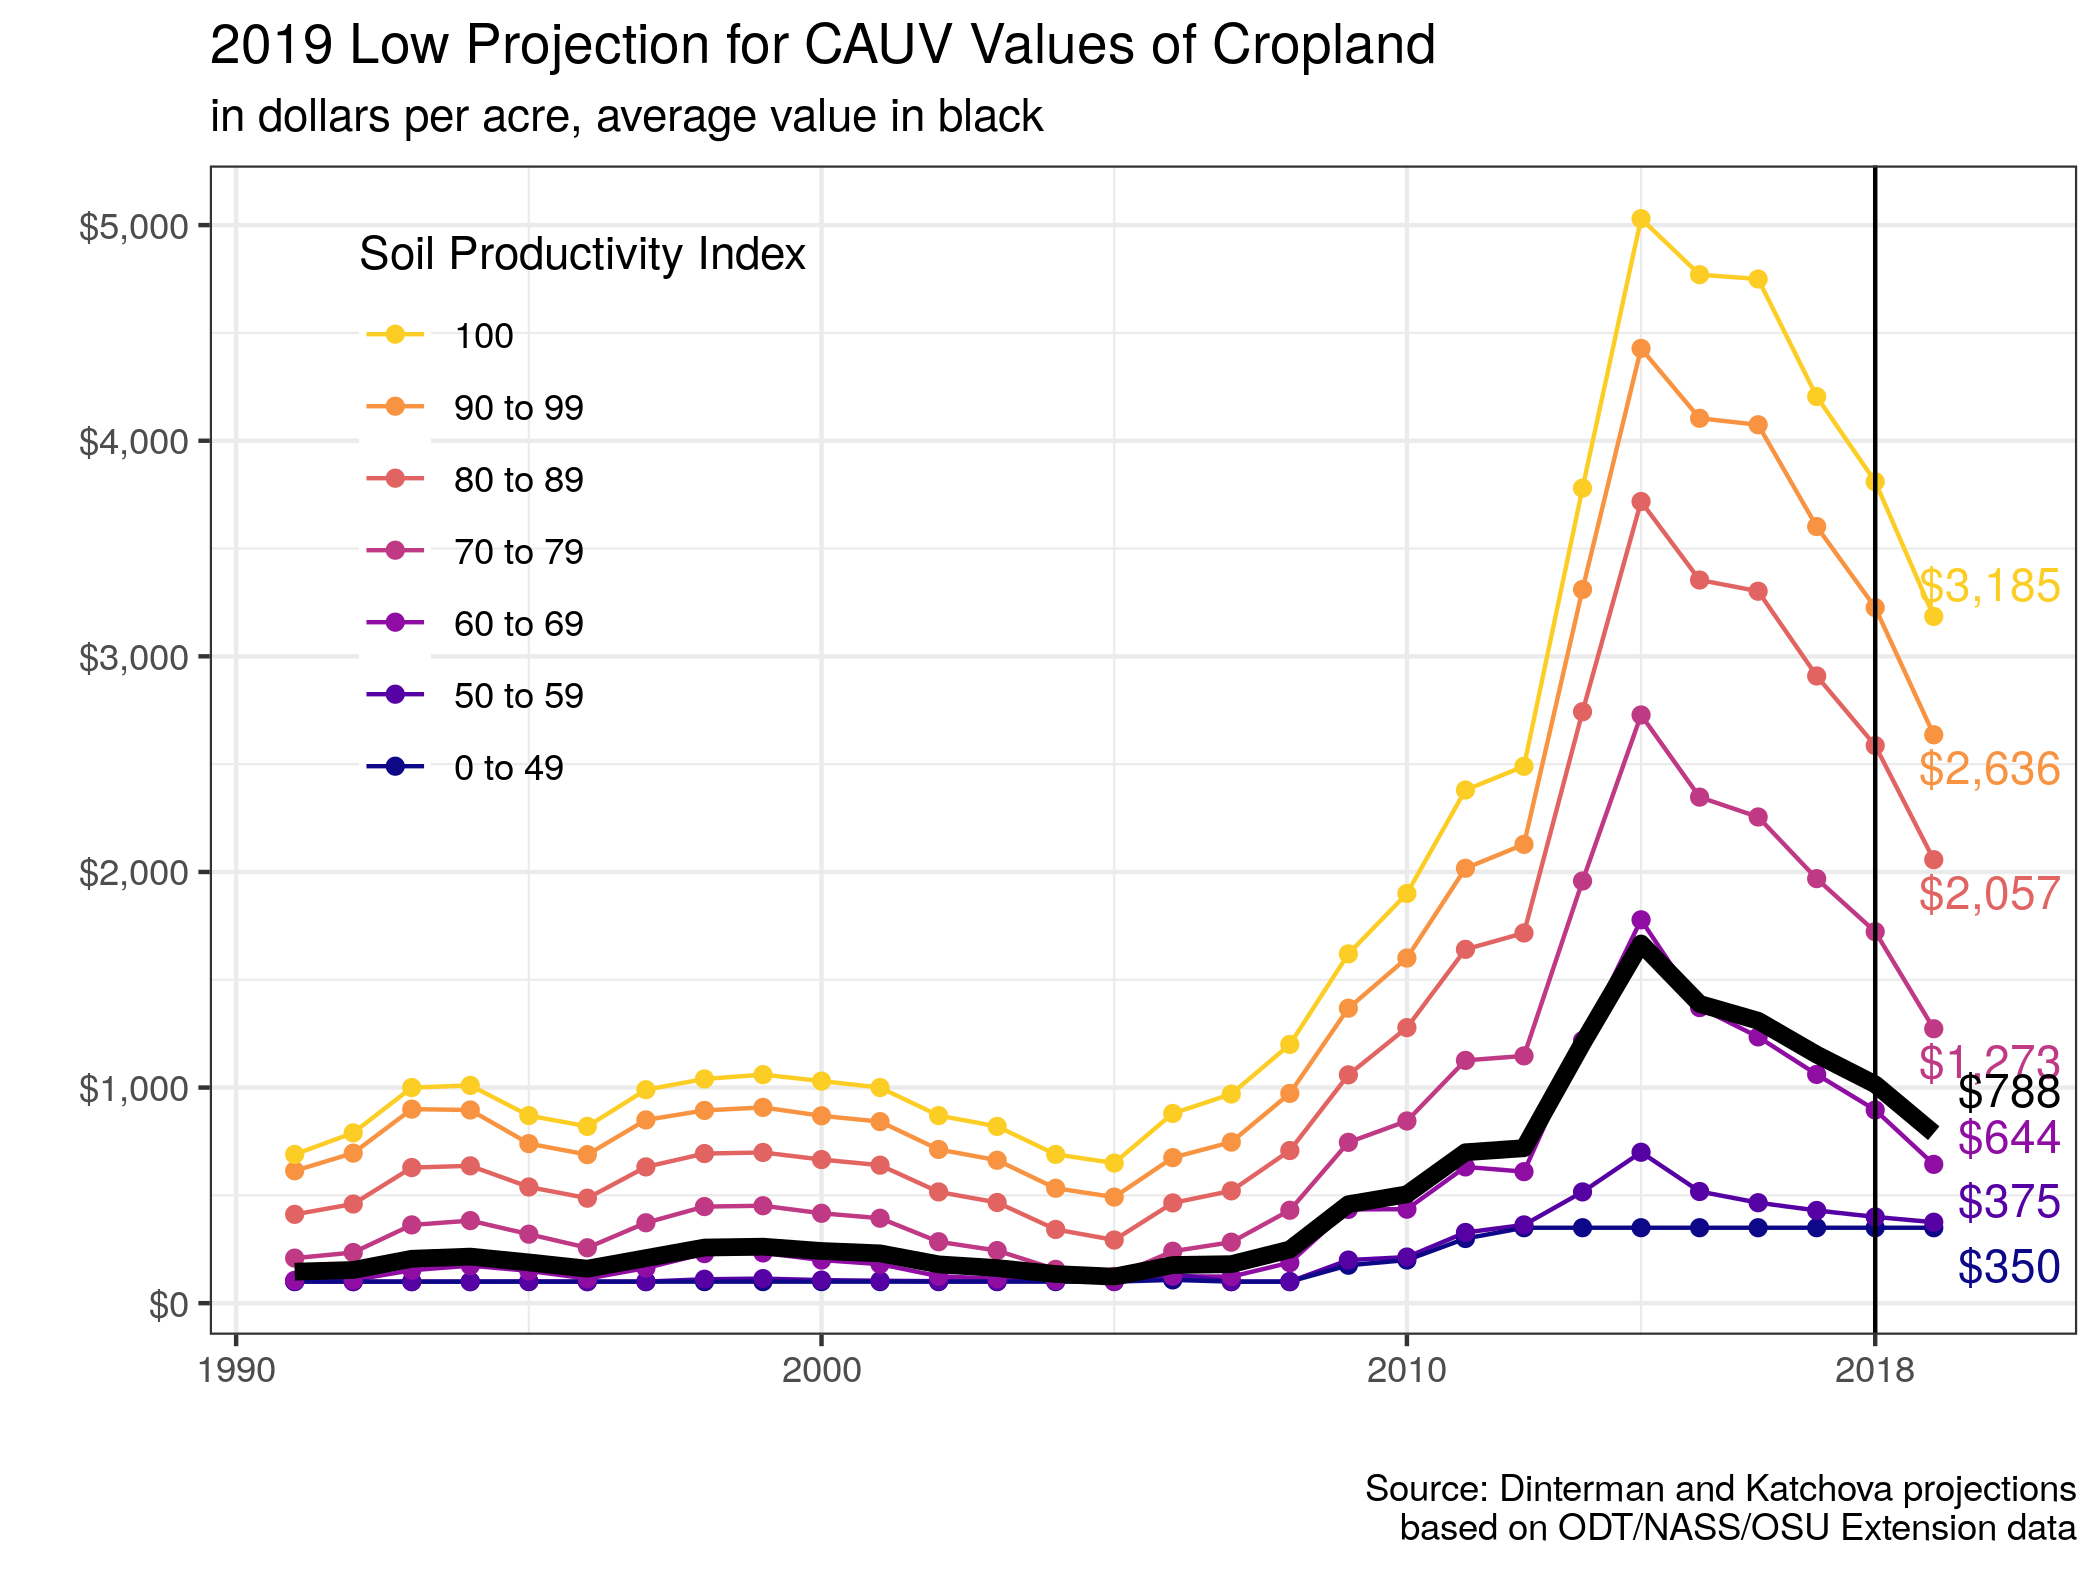 2019 Low Projection for CAUV Values of Cropland
in dollars per acre, average value in black
$5,000
$4,000
$3,000
$2,000
$1,000
$0
Soil Productivity Index
100
90 to 99
80 to 89
70 to 79
60 to 69
50 to 59
0 to 49
$3,185
$2,636
$2,057
$1,273
$788
$644
$375
$350
1990
2000
2010
2018
Source: Dinterman and Katchova projections
based on ODT/NASS/OSU Extension data